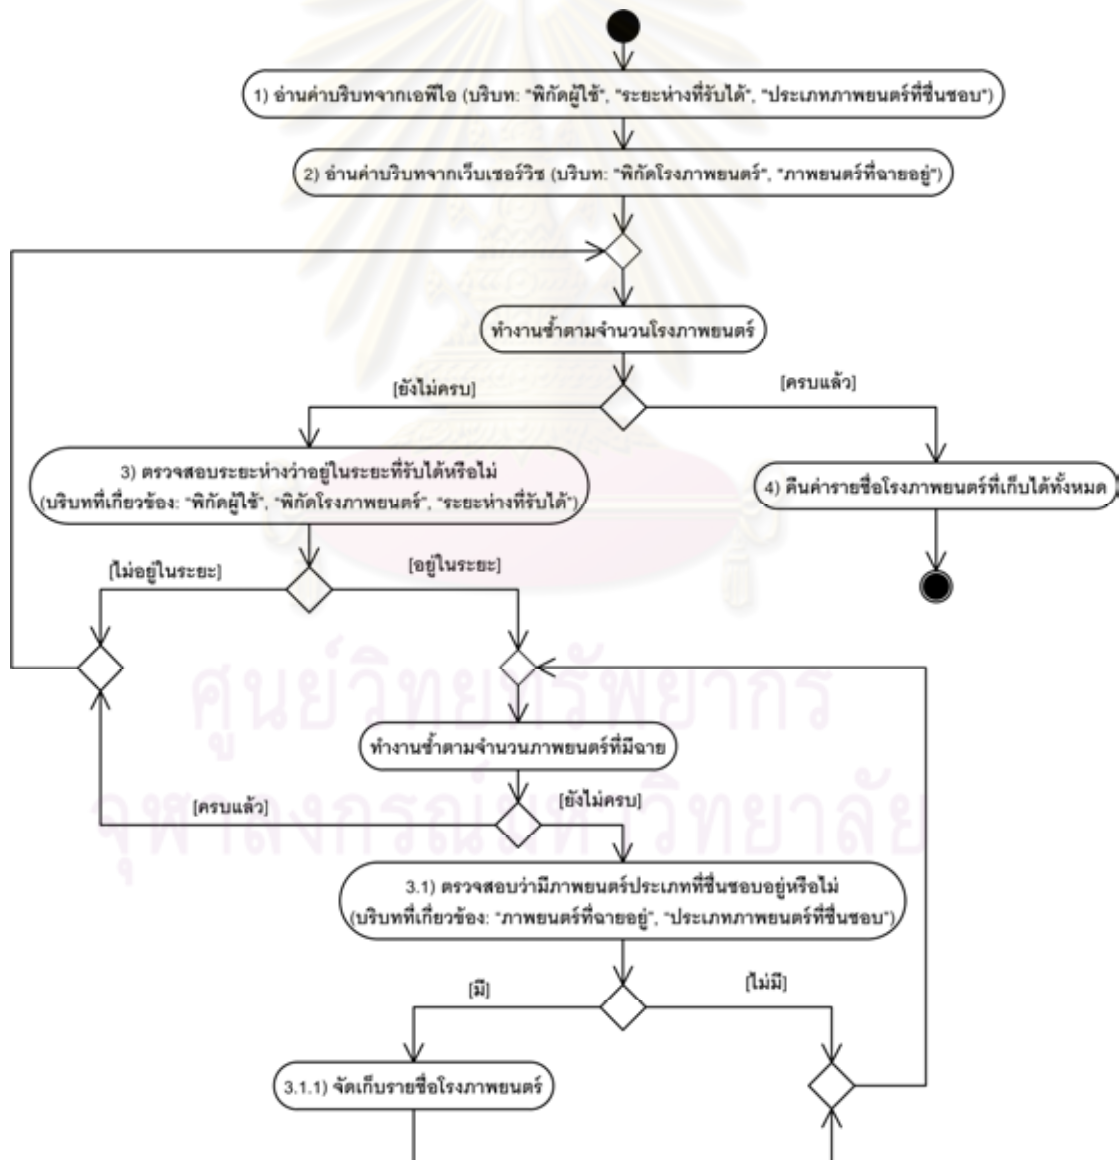 1) อ่านค่าบริบทจากเอพีไอ (บริบท: "พิกัดผู้ใช้", "ระยะห่างที่รับได้", "ประเภทภาพยนตร์ที่ชื่นชอบ")
2) อ่านค่าบริบทจากเว็บเซอร์วิซ (บริบท: "พิกัดโรงภาพยนตร์", "ภาพยนตร์ที่ฉายอยู่")
ทำงานซ้ำตามจำนวนโรงภาพยนตร์
[ยังไม่ครบ]
[ครบแล้ว]
3) ตรวจสอบระยะห่างว่าอยู่ในระยะที่รับได้หรือไม่
(บริบทที่เกี่ยวข้อง: "พิกัดผู้ใช้", "พิกัดโรงภาพยนตร์", "ระยะห่างที่รับได้")
4) คืนค่ารายชื่อโรงภาพยนตร์ที่เก็บได้ทั้งหมด
[ไม่อยู่ในระยะ]
[อยู่ในระยะ]
ศูนย์วิทยทรัพยากร
ทำงานซ้ำตามจำนวนภาพยนตร์ที่มีฉาย
[ครบแล้ว]
[ยังไม่ครบ]
จุฬาลงกรณ์มหาวิทยาลัย
3.1) ตรวจสอบว่ามีภาพยนตร์ประเภทที่ชื่นชอบอยู่หรือไม่
(บริบทที่เกี่ยวข้อง: "ภาพยนตร์ที่ฉายอยู่", "ประเภทภาพยนตร์ที่ชื่นชอบ")
[มี]
[ไม่มี]
3.1.1) จัดเก็บรายชื่อโรงภาพยนตร์